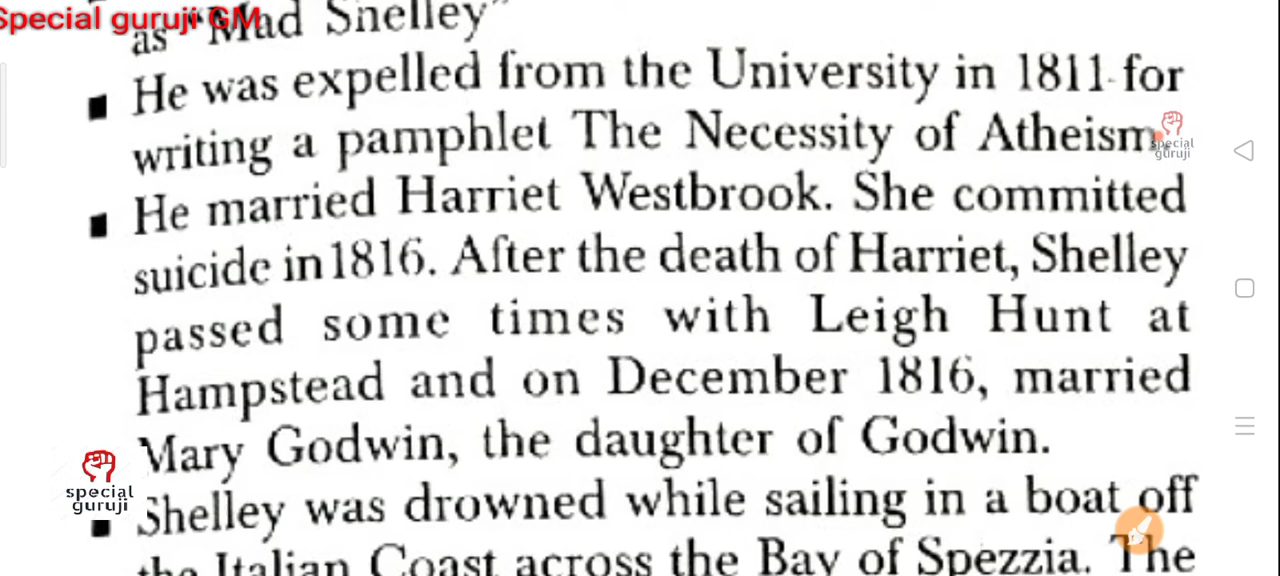 Special guruji GM
as “Mad Snelley”
■ He was expelled from the University in 1811 for
writing a pamphlet The Necessity of Atheism.
special
guruji
■ He married Harriet Westbrook. She committed
suicide in1816. After the death of Harriet, Shelley
passed some times with Leigh Hunt at
Hampstead and on December 1816, married
Mary Godwin, the daughter of Godwin.
special
guruji
■ Shelley was drowned while sailing in a boat off
the Italian Coast across the Bay of Spezzia. The